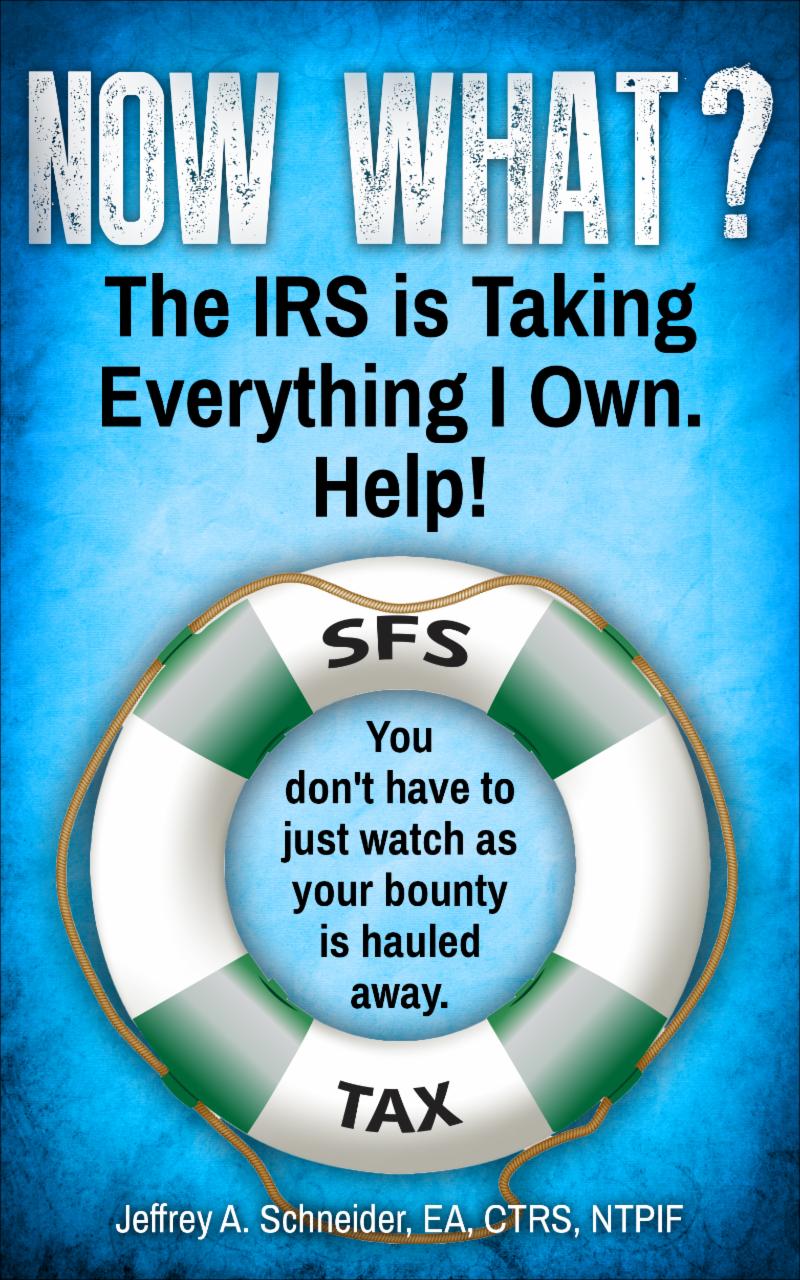 NOW WHAT?
The IRS is Taking
Everything I Own.
Help!
SFS
You
don't have to
just watch as
your bounty
is hauled
away.
TAX
Jeffrey A. Schneider, EA, CTRS, NTPIF